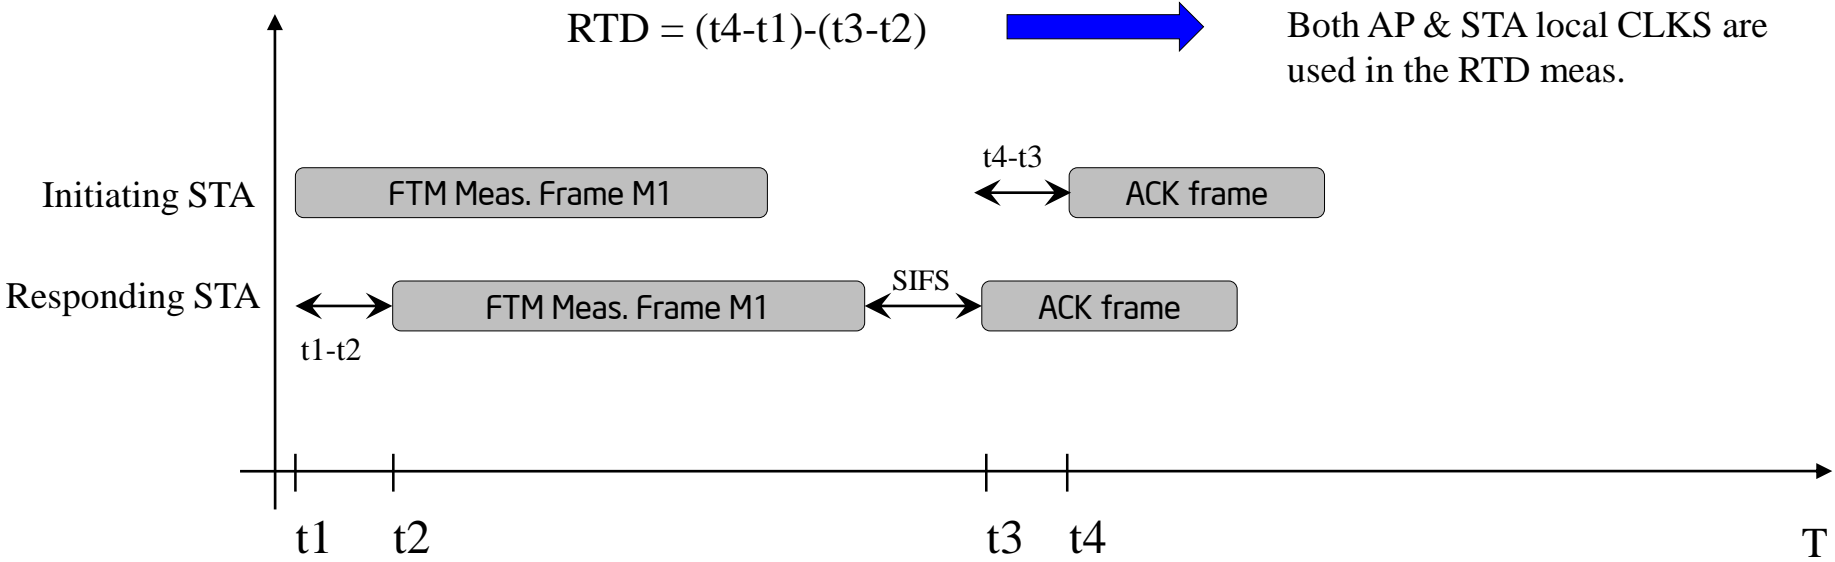 RTD = (t4-t1)-(t3-t2)
Both AP & STA local CLKS are
used in the RTD meas.
t4-t3
Initiating STA
FTM Meas. Frame M1
ACK frame
Responding STA
FTM Meas. Frame M1
SIFS
ACK frame
t1-t2
t1
t2
t3
t4
T